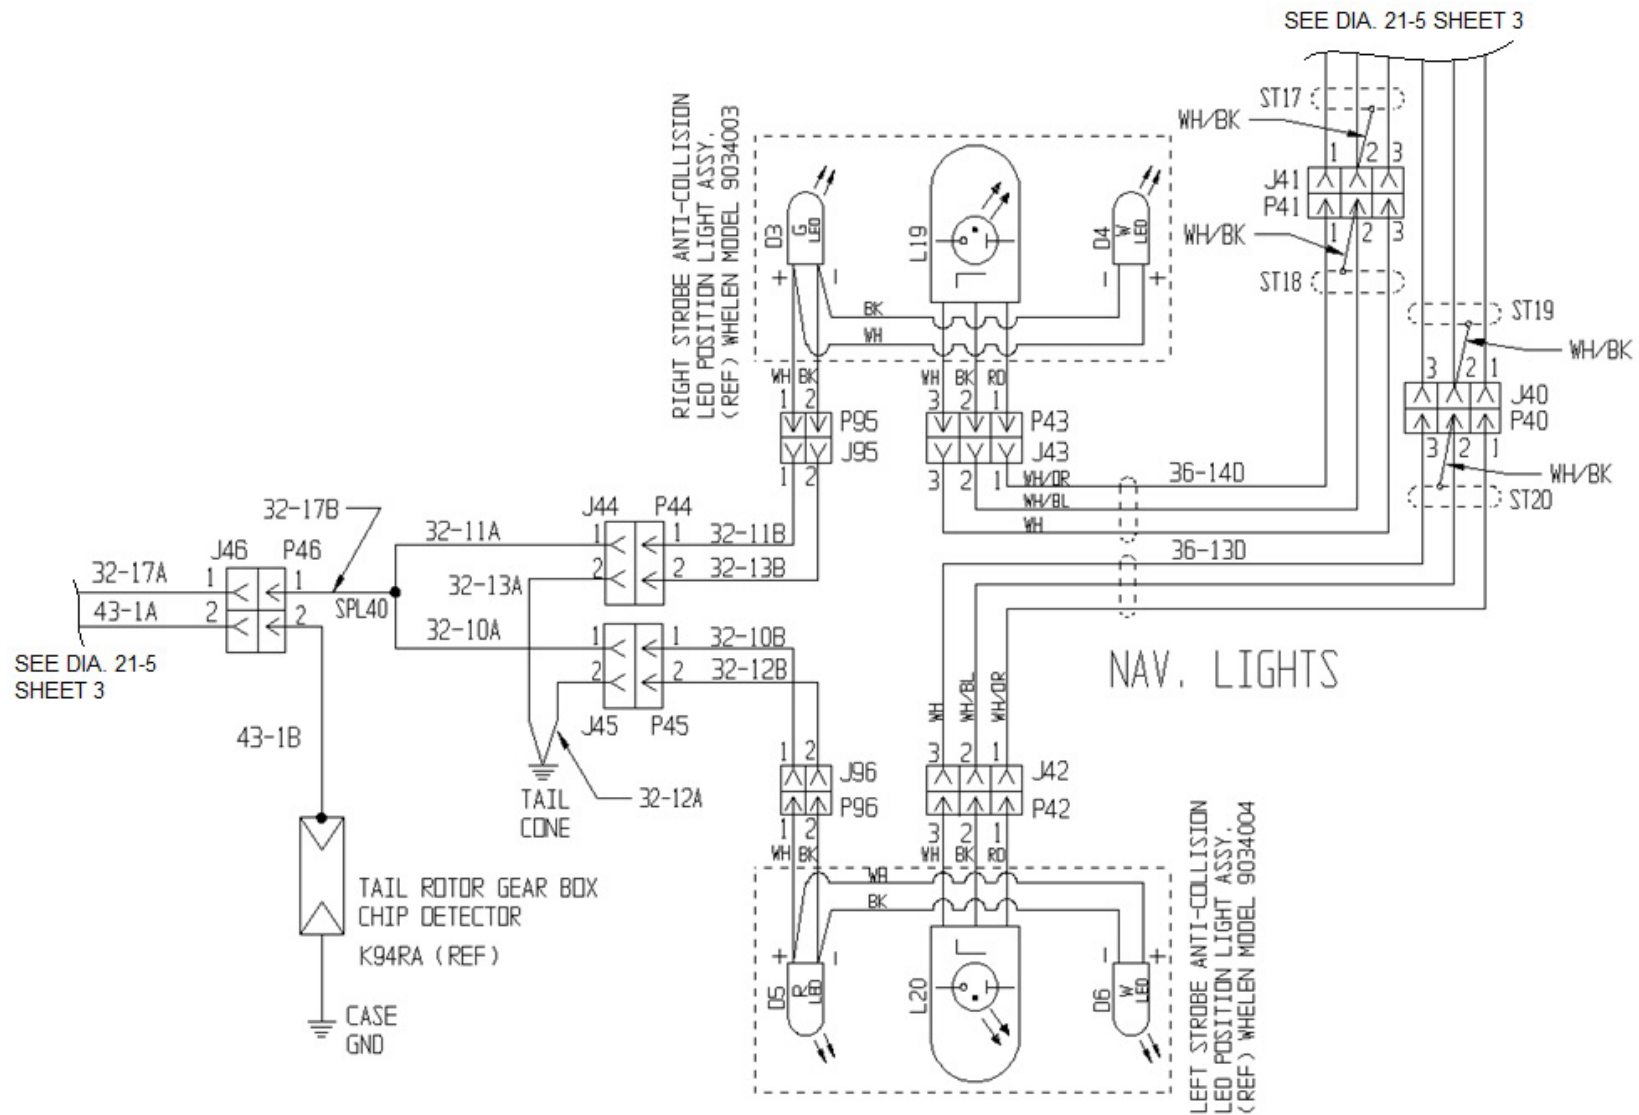 SEE DIA. 21-5 SHEET 3
ST17
WH/BK
1 2 3
J41
P41
1 2 3
WH/BK
ST18
ST19
WH/BK
3 2 1
J40
P40
3 2 1
WH/BK
ST20
RIGHT STROBE ANTI-COLLISION
LED POSITION LIGHT ASSY.
(REF) WHELEN MODEL 9034003
D3
G
LED
+ -
L19
D4
W
LED
- +
BK
WH
WH BK
1 2
P95
J95
1 2
WH BK RD
3 2 1
P43
J43
3 2 1
WH/OR
WH/BL
WH
36-14D
36-13D
32-17B
J46 P46
32-17A
1 1
43-1A
2 2
SPL40
SEE DIA. 21-5
SHEET 3
32-11A
J44 P44
1 1
32-11B
32-13A
2 2
32-13B
32-10A
1 1
32-10B
2 2
32-12B
J45 P45
TAIL
CONE
32-12A
43-1B
NAV. LIGHTS
1 2
J96
P96
1 2
WH BK
WH
WH/BL
WH/OR
3 2 1
J42
P42
3 2 1
WH BK RD
WH
BK
+ -
D5
R
LED
L20
- +
D6
W
LED
LEFT STROBE ANTI-COLLISION
LED POSITION LIGHT ASSY.
(REF) WHELEN MODEL 9034004
TAIL ROTOR GEAR BOX
CHIP DETECTOR
K94RA (REF)
CASE
GND